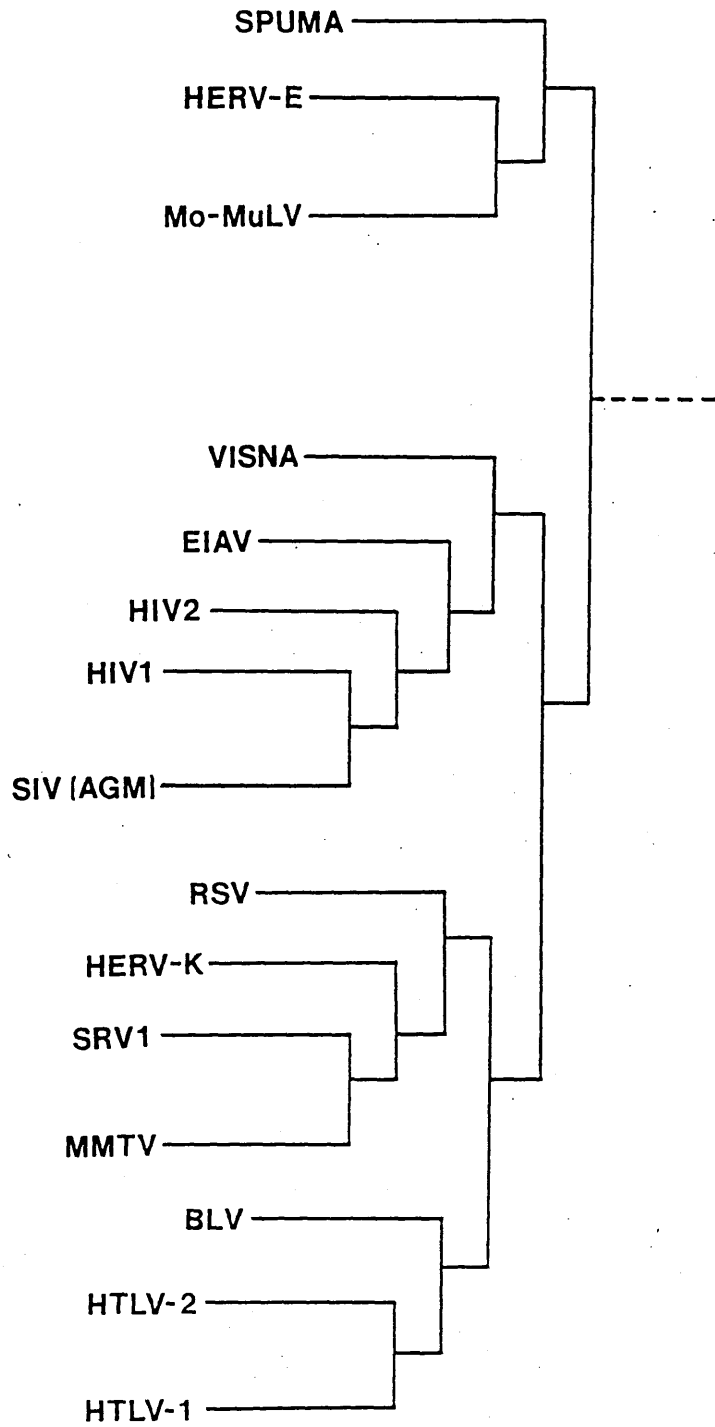 SPUMA
HERV-E
Mo-MuLV
VISNA
EIAV
HIV2
HIV1
SIV (AGM)
RSV
HERV-K
SRV1
MMTV
BLV
HTLV-2
HTLV-1